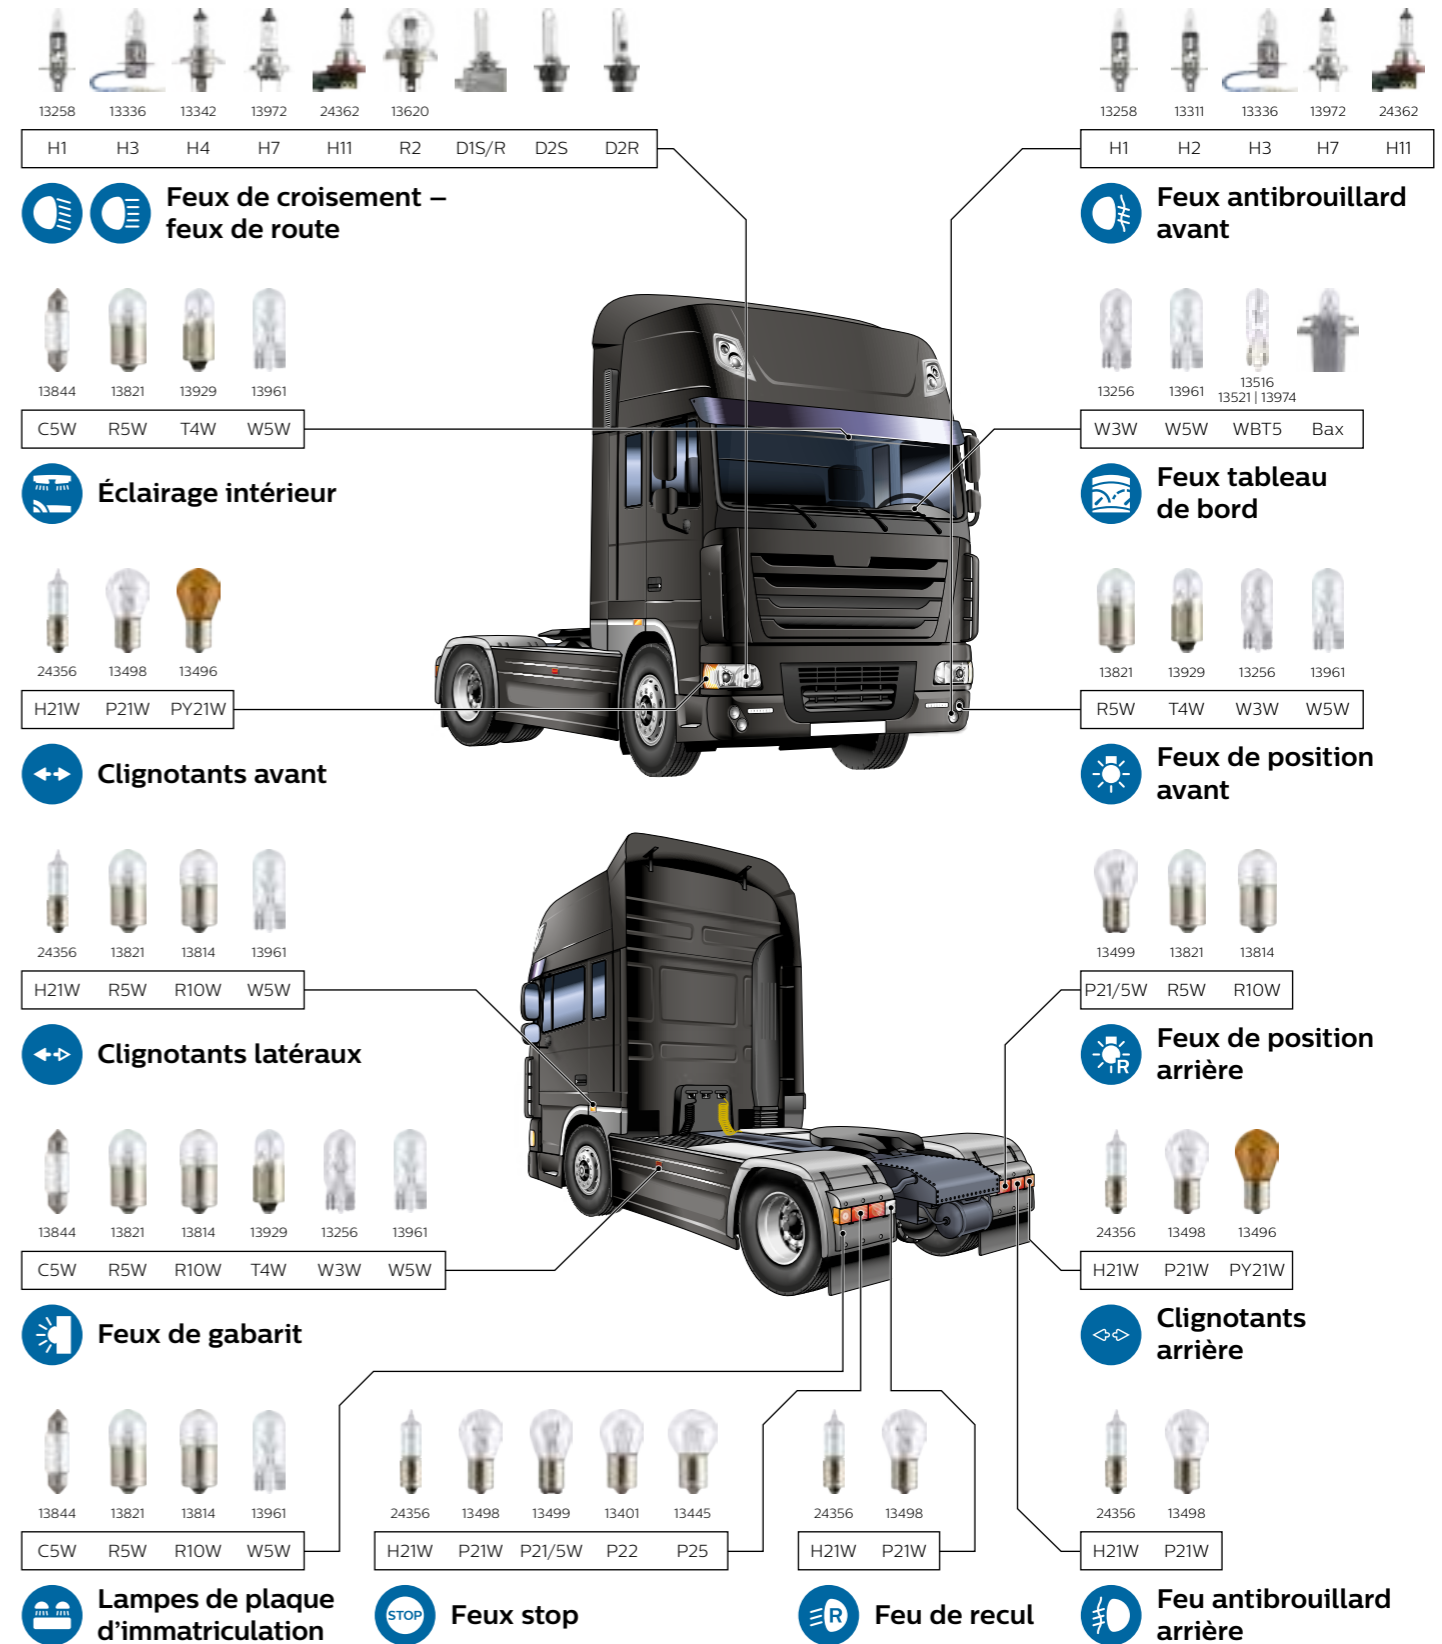 13258 13336 13342 13972 24362 13620
H1 H3 H4 H7 H11 R2 D1S/R D2S D2R
Feux de croisement –
feux de route
13258 13311 13336 13972 24362
H1 H2 H3 H7 H11
Feux antibrouillard
avant
13844 13821 13929 13961
C5W R5W T4W W5W
Éclairage intérieur
13256 13961 13516
13521 | 13974
W3W W5W WBT5 Bax
Feux tableau
de bord
24356 13498 13496
H21W P21W PY21W
Clignotants avant
13821 13929 13256 13961
R5W T4W W3W W5W
Feux de position
avant
24356 13821 13814 13961
H21W R5W R10W W5W
Clignotants latéraux
13499 13821 13814
P21/5W R5W R10W
R
Feux de position
arrière
13844 13821 13814 13929 13256 13961
C5W R5W R10W T4W W3W W5W
Feux de gabarit
24356 13498 13496
H21W P21W PY21W
Clignotants
arrière
13844 13821 13814 13961
C5W R5W R10W W5W
Lampes de plaque
d'immatriculation
24356 13498 13499 13401 13445
H21W P21W P21/5W P22 P25
STOP
Feux stop
24356 13498
H21W P21W
R
Feu de recul
24356 13498
H21W P21W
Feu antibrouillard
arrière